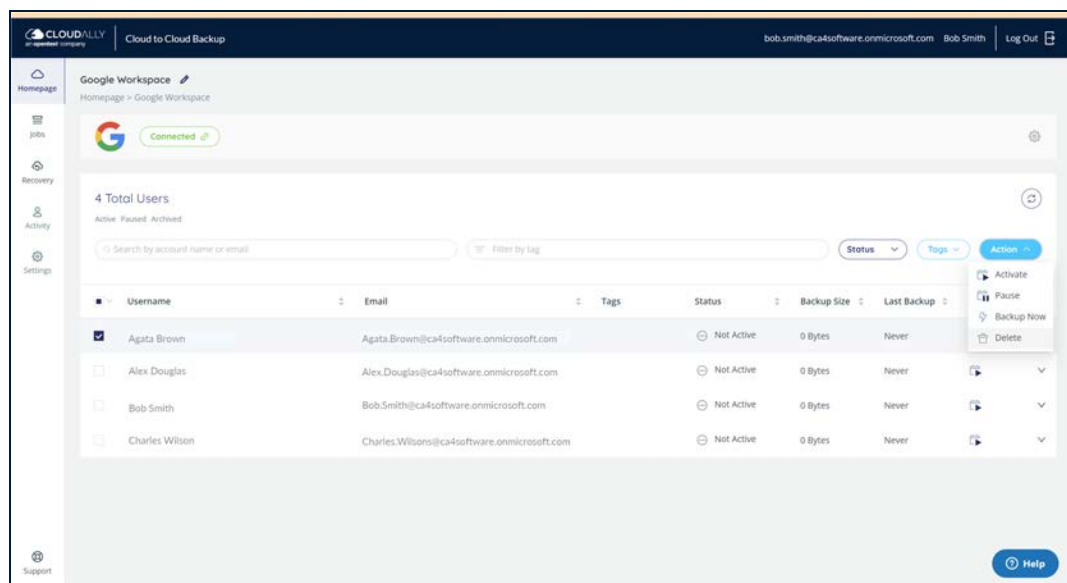 CLOUDALLY
an opentext company
Cloud to Cloud Backup
bob.smith@ca4software.onmicrosoft.com Bob Smith
Log Out
Homepage
Jobs
Recovery
Activity
Settings
Support
Google Workspace
Homepage > Google Workspace
Connected
4 Total Users
Active Paused Archived
Search by account name or email
Filter by tag
Status
Tags
Action
Activate
Pause
Backup Now
Delete
Username Email Tags Status Backup Size Last Backup
Agata Brown Agata.Brown@ca4software.onmicrosoft.com Not Active 0 Bytes Never
Alex Douglas Alex.Douglas@ca4software.onmicrosoft.com Not Active 0 Bytes Never
Bob Smith Bob.Smith@ca4software.onmicrosoft.com Not Active 0 Bytes Never
Charles Wilson Charles.Wilsons@ca4software.onmicrosoft.com Not Active 0 Bytes Never
Help